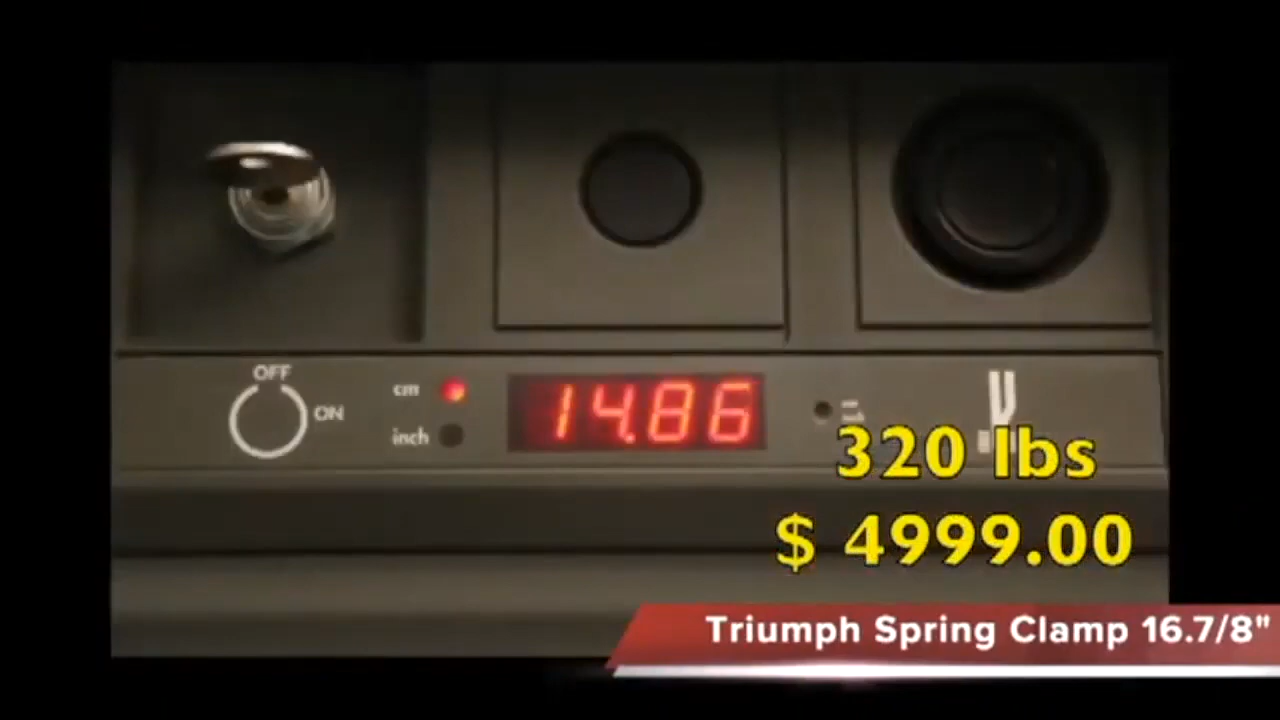 OFF
ON
cm
inch
14.86
320 lbs
$ 4999.00
Triumph Spring Clamp 16.7/8"